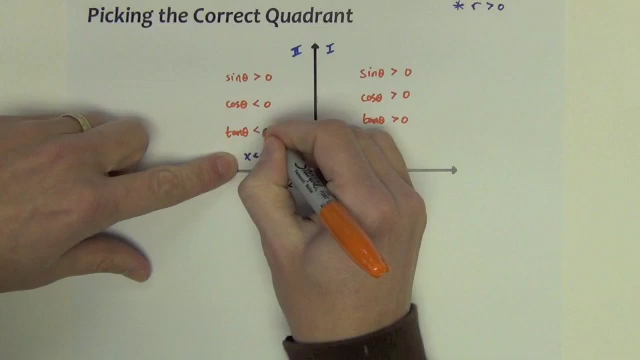 Picking the Correct Quadrant
* r > 0
II I
sinθ > 0 sinθ > 0
cosθ < 0 cosθ > 0
tanθ < 0 tanθ > 0
x <